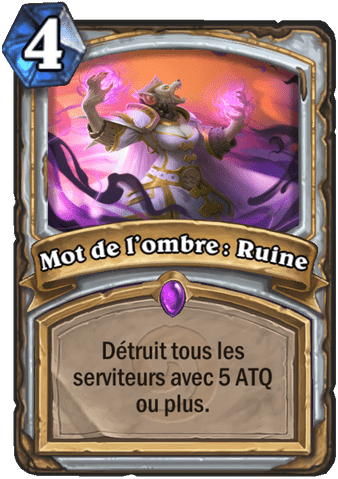 4
Mot de l'ombre : Ruine
Détruit tous les
serviteurs avec 5 ATQ
ou plus.